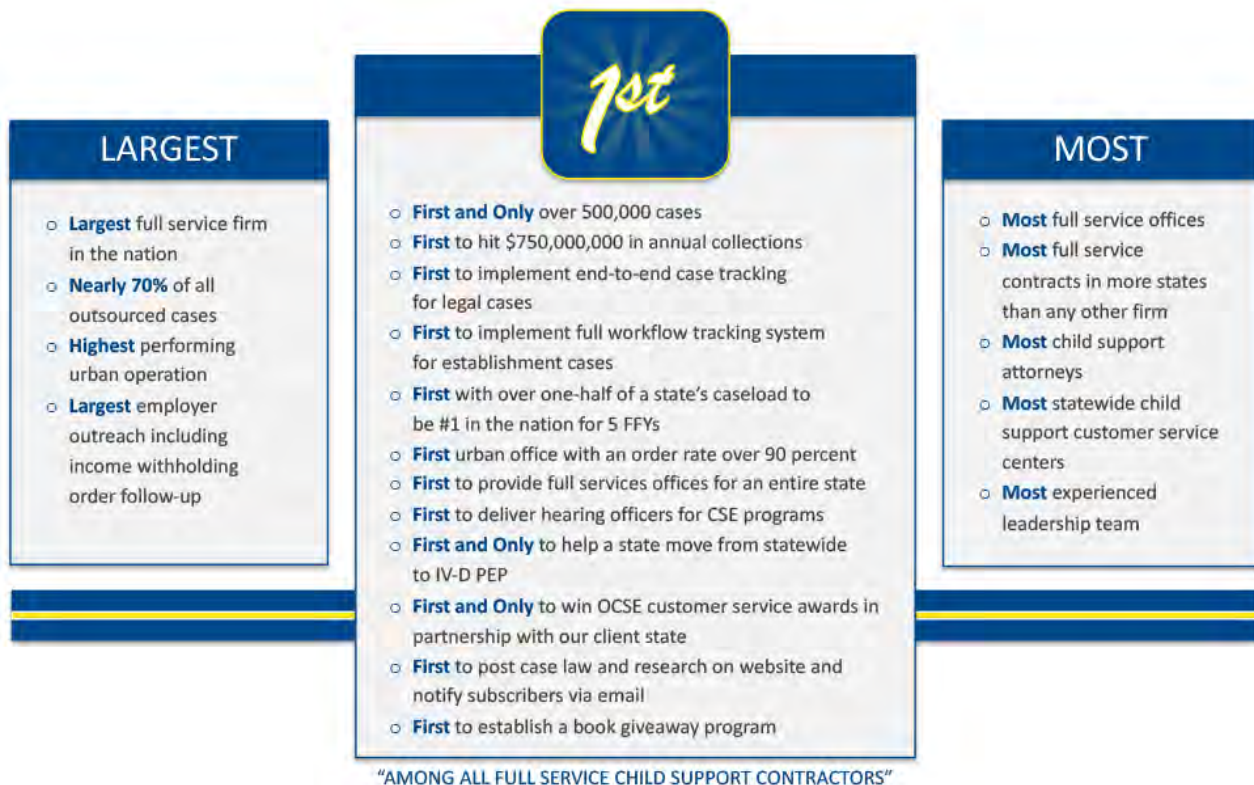 LARGEST
o Largest full service firm
in the nation
o Nearly 70% of all
outsourced cases
o Highest performing
urban operation
o Largest employer
outreach including
income withholding
order follow-up
1st
o First and Only over 500,000 cases
o First to hit $750,000,000 in annual collections
o First to implement end-to-end case tracking
for legal cases
o First to implement full workflow tracking system
for establishment cases
o First with over one-half of a state's caseload to
be #1 in the nation for 5 FFYs
o First urban office with an order rate over 90 percent
o First to provide full services offices for an entire state
o First to deliver hearing officers for CSE programs
o First and Only to help a state move from statewide
to IV-D PEP
o First and Only to win OCSE customer service awards in
partnership with our client state
o First to post case law and research on website and
notify subscribers via email
o First to establish a book giveaway program
MOST
o Most full service offices
o Most full service
contracts in more states
than any other firm
o Most child support
attorneys
o Most statewide child
support customer service
centers
o Most experienced
leadership team
"AMONG ALL FULL SERVICE CHILD SUPPORT CONTRACTORS"